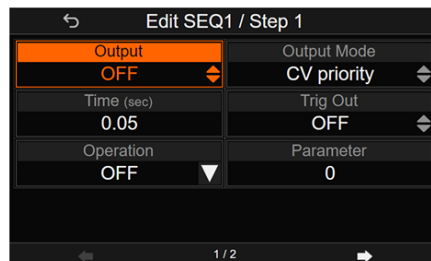 Edit SEQ1 / Step 1
Output
OFF
Output Mode
CV priority
Time (sec)
0.05
Trig Out
OFF
Operation
OFF
Parameter
0
1 / 2